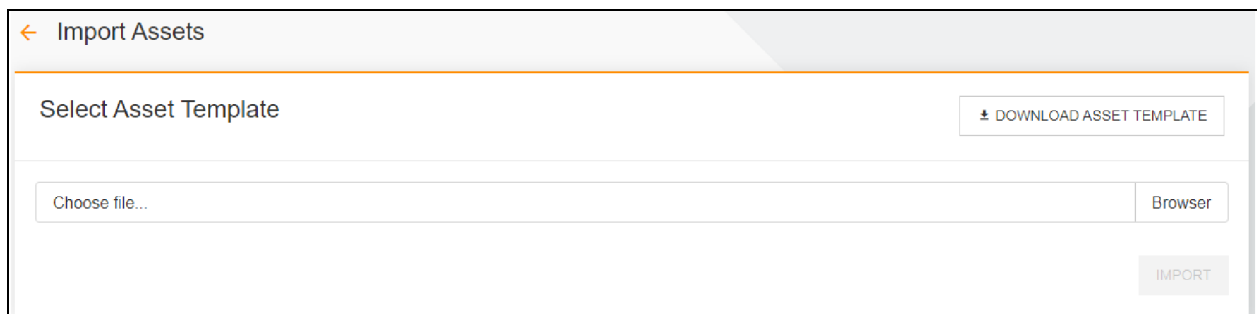 Import Assets
Select Asset Template
DOWNLOAD ASSET TEMPLATE
Choose file...
Browser
IMPORT